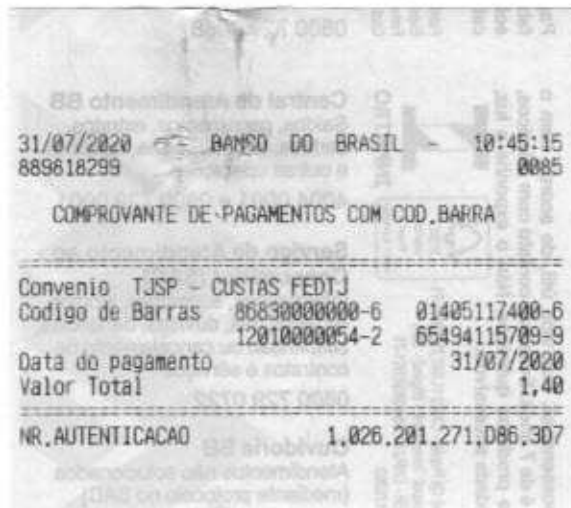 31/07/2020 - BANCO DO BRASIL - 10:45:15
889618299 0085
COMPROVANTE DE PAGAMENTOS COM COD.BARRA
Convenio TJSP - CUSTAS FEDTJ
Codigo de Barras 86830000000-6 01405117400-6
12010000054-2 65494115709-9
Data do pagamento 31/07/2020
Valor Total 1,40
NR.AUTENTICACAO 1.026.201.271.D86.3D7